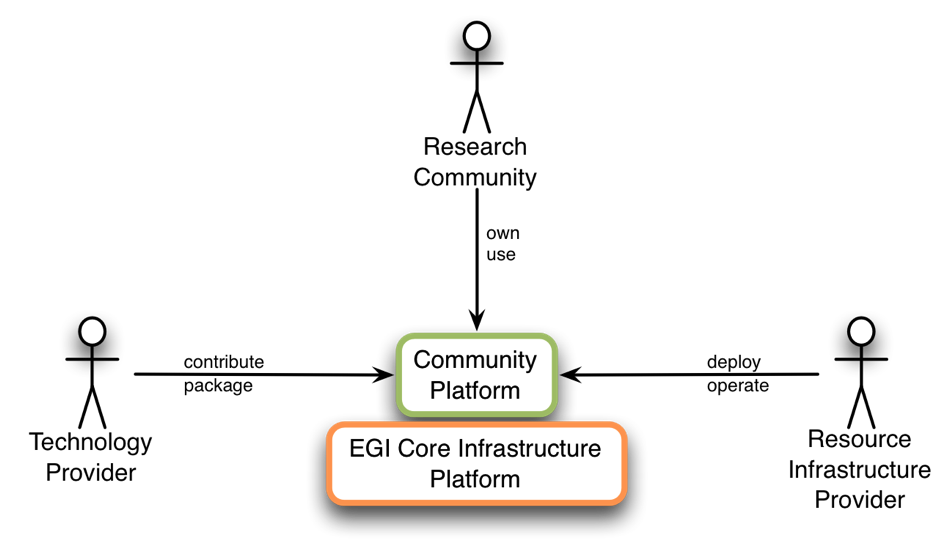 Research
Community
own
use
contribute
package
Community
Platform
deploy
operate
Technology
Provider
EGI Core Infrastructure
Platform
Resource
Infrastructure
Provider